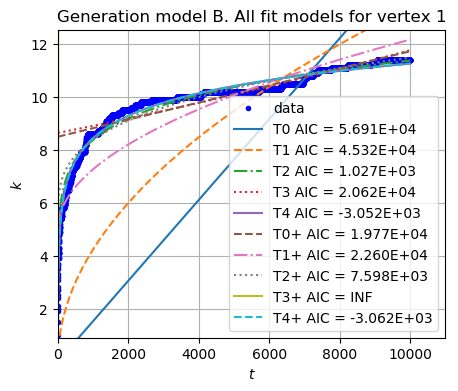 Generation model B. All fit models for vertex 1
12
10
8
6
4
2
k
data
T0 AIC = 5.691E+04
T1 AIC = 4.532E+04
T2 AIC = 1.027E+03
T3 AIC = 2.062E+04
T4 AIC = -3.052E+03
T0+ AIC = 1.977E+04
T1+ AIC = 2.260E+04
T2+ AIC = 7.598E+03
T3+ AIC = INF
T4+ AIC = -3.062E+03
0 2000 4000 6000 8000 10000
t